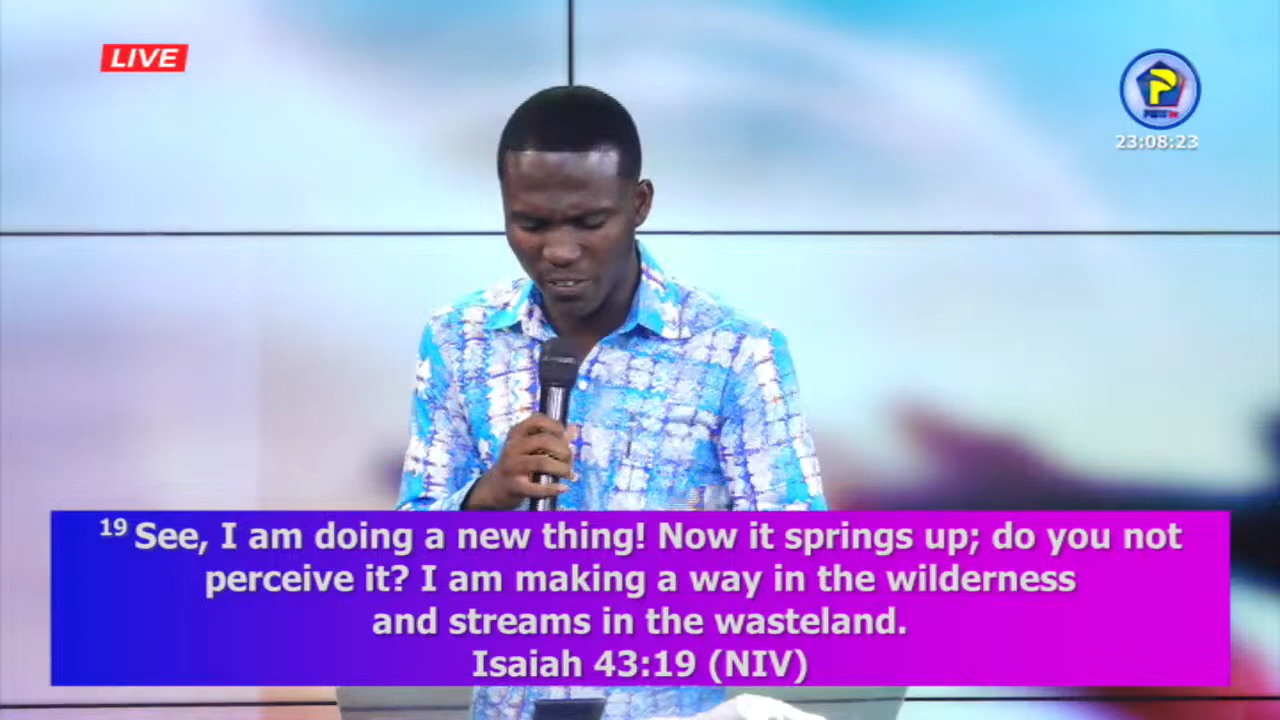 LIVE
P
23:08:23
19 See, I am doing a new thing! Now it springs up; do you not
perceive it? I am making a way in the wilderness
and streams in the wasteland.
Isaiah 43:19 (NIV)